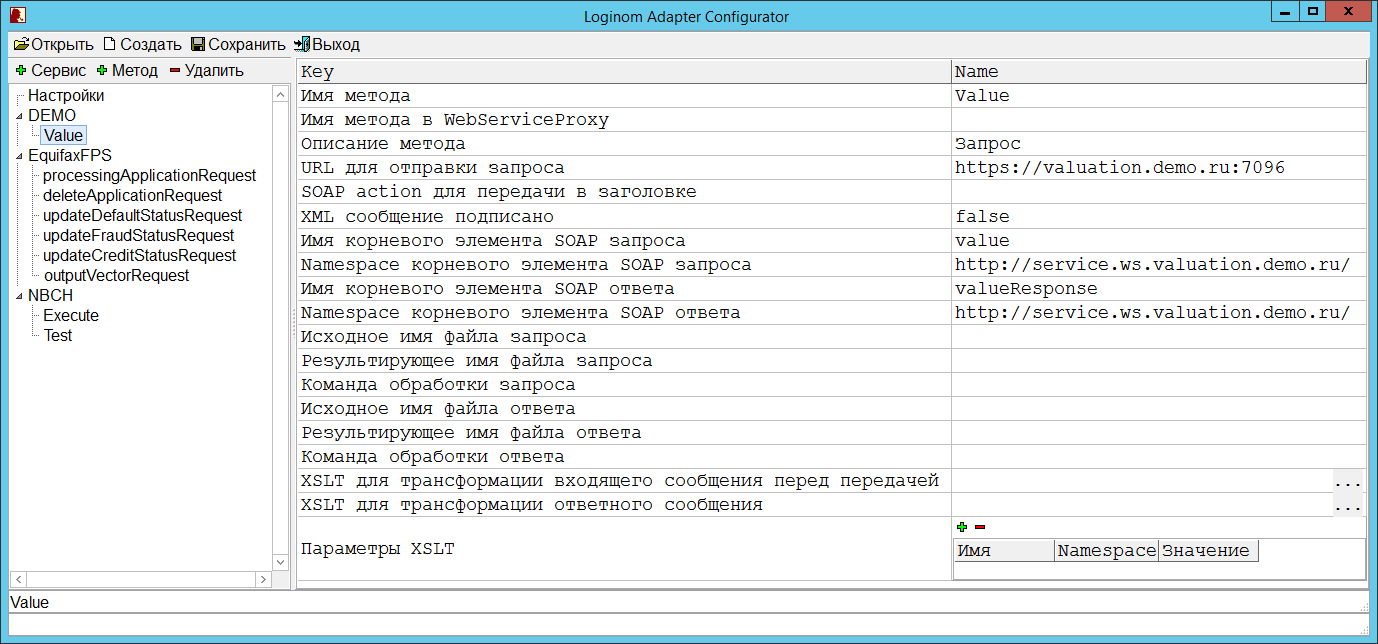 Loginom Adapter Configurator
Открыть Создать Сохранить Выход
Сервис Метод Удалить
Настройки
DEMO
Value
EquifaxFPS
processingApplicationRequest
deleteApplicationRequest
updateDefaultStatusRequest
updateFraudStatusRequest
updateCreditStatusRequest
outputVectorRequest
NBCH
Execute
Test
Key Name
Имя метода Value
Имя метода в WebServiceProxy
Описание метода Запрос
URL для отправки запроса https://valuation.demo.ru:7096
SOAP action для передачи в заголовке
XML сообщение подписано false
Имя корневого элемента SOAP запроса value
Namespace корневого элемента SOAP запроса http://service.ws.valuation.demo.ru/
Имя корневого элемента SOAP ответа valueResponse
Namespace корневого элемента SOAP ответа http://service.ws.valuation.demo.ru/
Исходное имя файла запроса
Результирующее имя файла запроса
Команда обработки запроса
Исходное имя файла ответа
Результирующее имя файла ответа
Команда обработки ответа
XSLT для трансформации входящего сообщения перед передачей ...
XSLT для трансформации ответного сообщения ...
Параметры XSLT
Имя Namespace Значение
Value